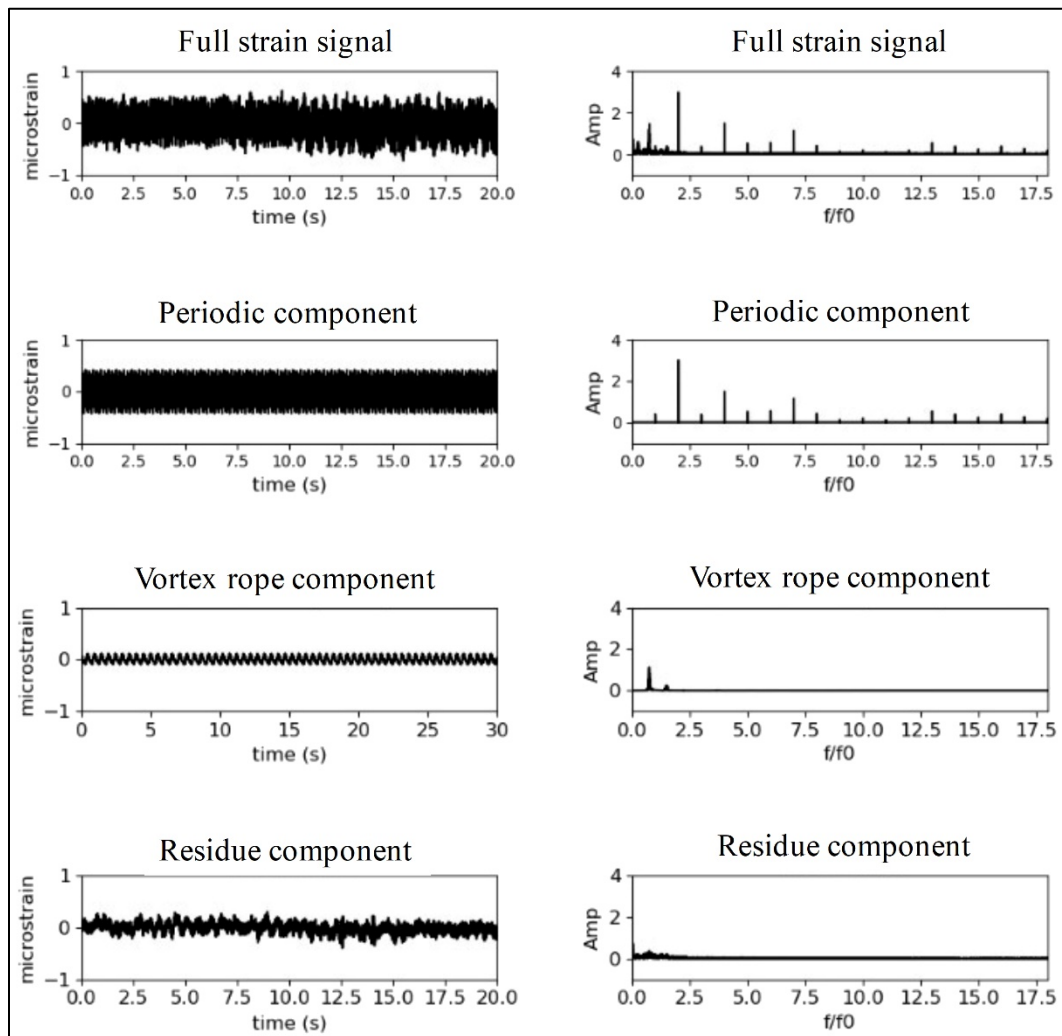 Full strain signal
1
0
−1
microstrain
0.0 2.5 5.0 7.5 10.0 12.5 15.0 17.5 20.0
time (s)
Full strain signal
4
2
0
Amp
0.0 2.5 5.0 7.5 10.0 12.5 15.0 17.5
f/f0
Periodic component
1
0
−1
microstrain
0.0 2.5 5.0 7.5 10.0 12.5 15.0 17.5 20.0
time (s)
Periodic component
4
2
0
Amp
0.0 2.5 5.0 7.5 10.0 12.5 15.0 17.5
f/f0
Vortex rope component
1
0
−1
microstrain
0 5 10 15 20 25 30
time (s)
Vortex rope component
4
2
0
Amp
0.0 2.5 5.0 7.5 10.0 12.5 15.0 17.5
f/f0
Residue component
1
0
−1
microstrain
0.0 2.5 5.0 7.5 10.0 12.5 15.0 17.5 20.0
time (s)
Residue component
4
2
0
Amp
0.0 2.5 5.0 7.5 10.0 12.5 15.0 17.5
f/f0